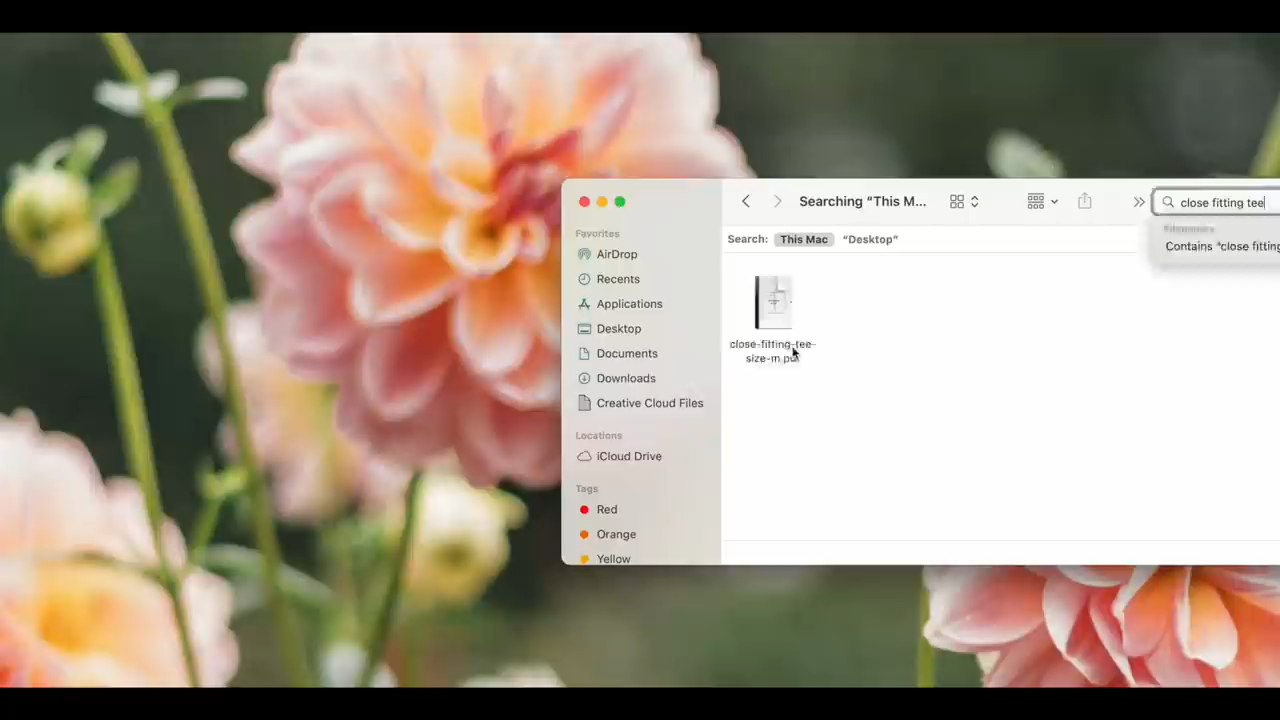 Searching “This M...
close fitting tee
Search:
This Mac
“Desktop”
Filenames
Contains “close fitting
Favorites
AirDrop
Recents
Applications
Desktop
Documents
Downloads
Creative Cloud Files
Locations
iCloud Drive
Tags
Red
Orange
Yellow
close-fitting-tee-
size-m.pdf